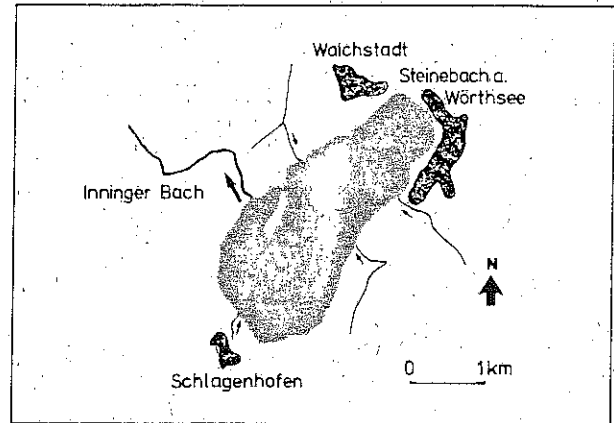 Walchstadt
Steinebach a.
Wörthsee
Inninger Bach
N
0 1km
Schlagenhofen